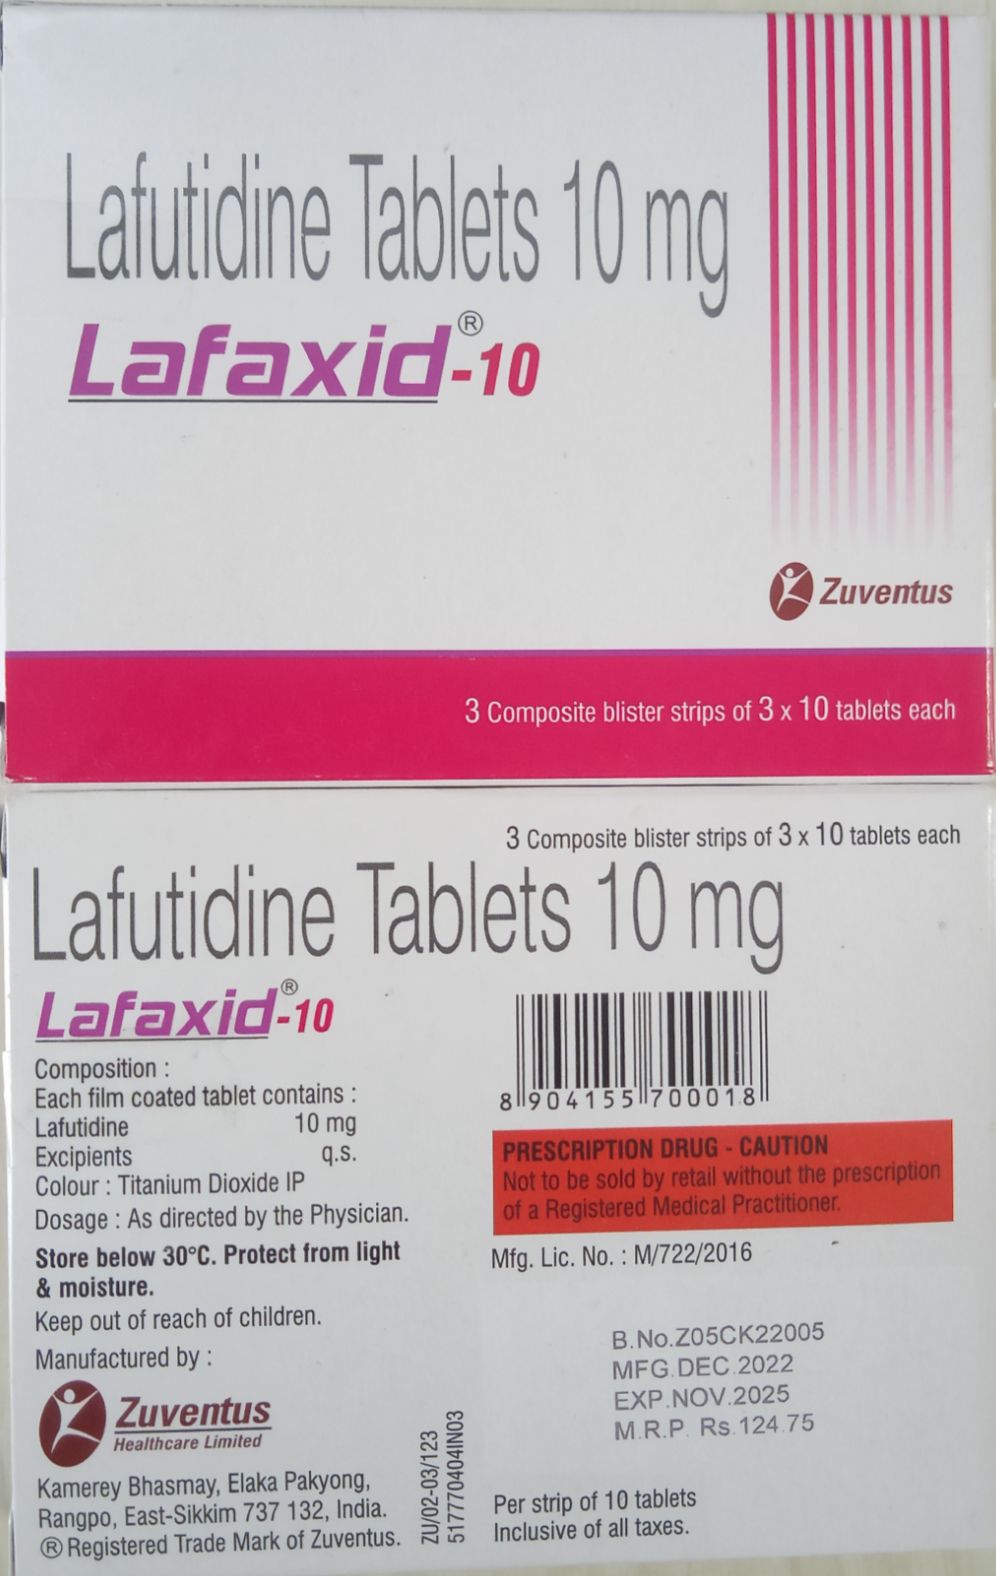 Lafutidine Tablets 10 mg
Lafaxid®-10
Zuventus
3 Composite blister strips of 3 x 10 tablets each
3 Composite blister strips of 3 x 10 tablets each
Lafutidine Tablets 10 mg
Lafaxid®-10
Composition :
Each film coated tablet contains :
Lafutidine 10 mg
Excipients q.s.
Colour : Titanium Dioxide IP
Dosage : As directed by the Physician.
Store below 30°C. Protect from light
& moisture.
Keep out of reach of children.
Manufactured by :
Zuventus
Healthcare Limited
Kamerey Bhasmay, Elaka Pakyong,
Rangpo, East-Sikkim 737 132, India.
® Registered Trade Mark of Zuventus.
ZU/02-03/123
517770404IN03
8 904155 700018
PRESCRIPTION DRUG - CAUTION
Not to be sold by retail without the prescription
of a Registered Medical Practitioner.
Mfg. Lic. No. : M/722/2016
B.No.Z05CK22005
MFG.DEC.2022
EXP.NOV.2025
M.R.P. Rs.124.75
Per strip of 10 tablets
Inclusive of all taxes.